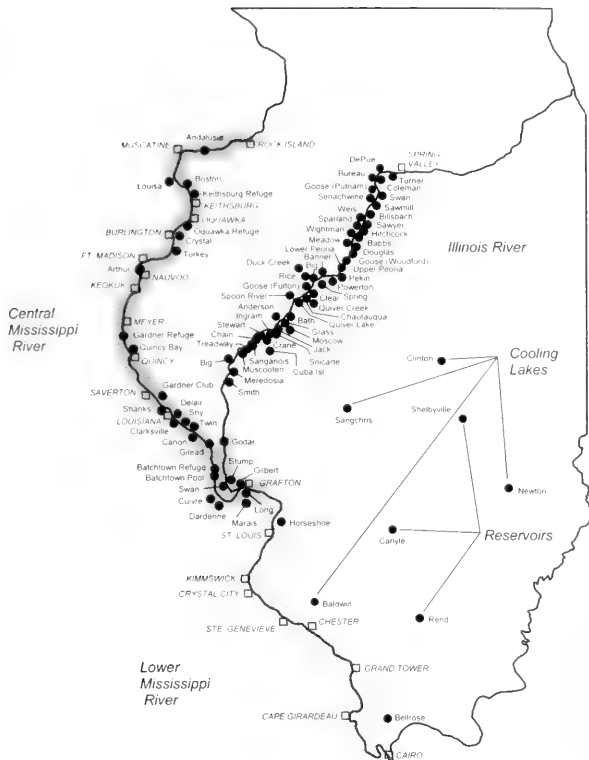 Andalusia
MUSCATINE
ROCK ISLAND
Louisa
Boston
Keithsburg Refuge
KEITHSBURG
OQUAWKA
Oquawka Refuge
BURLINGTON
Crystal
Turkey
FT. MADISON
Arthur
NAUVOO
KEOKUK
Central
Mississippi
River
MEYER
Gardner Refuge
Quincy Bay
QUINCY
SAVERTON
Gardner Club
Shanks
Delair
Sny
LOUISIANA
Twin
Clarksville
Canon
Gilead
Batchtown Refuge
Batchtown Pool
Swan
Cuivre
Dardenne
Stump
Gilbert
GRAFTON
Long
Marais
Godar
DePue
SPRING
VALLEY
Bureau
Turner
Goose (Putnam)
Coleman
Senachwine
Swan
Sawmill
Weis
Billsbach
Sparland
Sawyer
Wightman
Hitchcock
Meadow
Babbs
Douglas
Lower Peoria
Goose (Woodford)
Banner
Upper Peoria
Duck Creek
Big
Pekin
Rice
Powerton
Goose (Fulton)
Spring
Spoon River
Clear
Quiver Creek
Chautauqua
Quiver Lake
Anderson
Bath
Ingram
Grass
Stewart
Moscow
Chain
Jack
Treadway
Crane
Snicarte
Big
Sanganois
Cuba Isl
Muscooten
Meredosia
Smith
Illinois River
Clinton
Cooling
Lakes
Sangchris
Shelbyville
Newton
Carlyle
Reservoirs
Baldwin
Rend
Horseshoe
ST. LOUIS
KIMMSWICK
CRYSTAL CITY
STE. GENEVIEVE
CHESTER
Lower
Mississippi
River
GRAND TOWER
CAPE GIRARDEAU
Bellrose
CAIRO